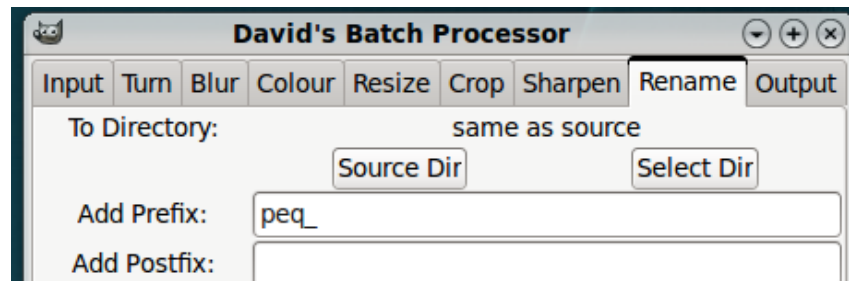 David's Batch Processor
Input Turn Blur Colour Resize Crop Sharpen Rename Output
To Directory: same as source
Source Dir Select Dir
Add Prefix: peq_
Add Postfix: